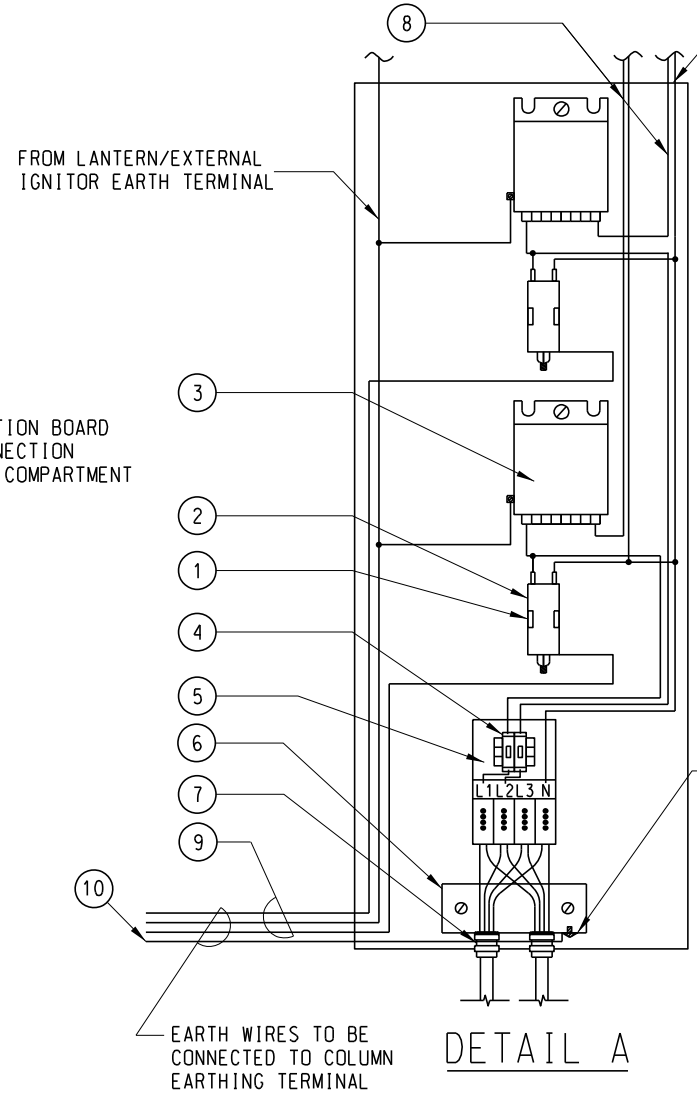 8
FROM LANTERN/EXTERNAL
IGNITOR EARTH TERMINAL
3
TION BOARD
NECTION
COMPARTMENT
2
1
4
5
6
7
9
10
L1 L2 L3 N
EARTH WIRES TO BE
CONNECTED TO COLUMN
EARTHING TERMINAL
DETAIL A